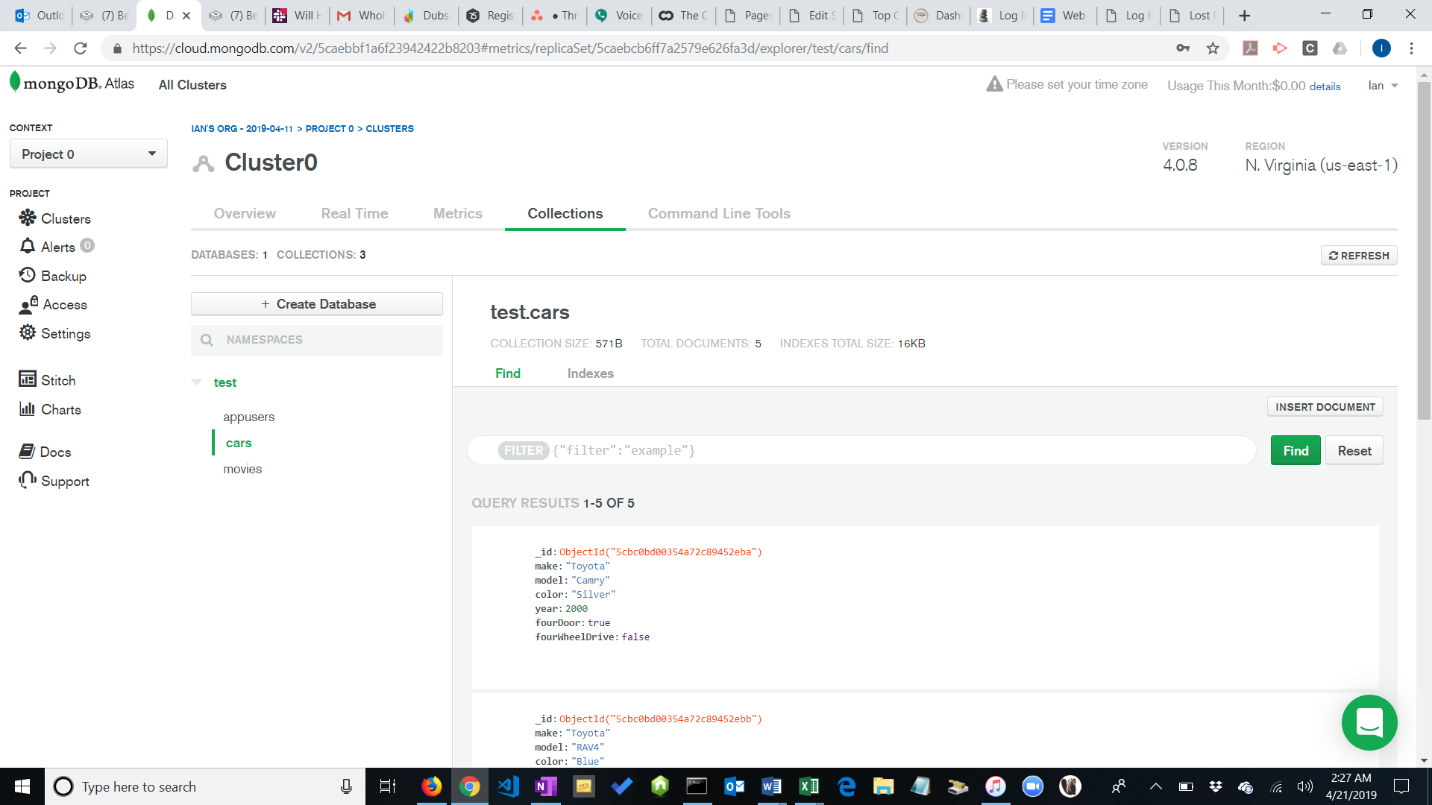 Outlo (7) Be D (7) Be Will H Whol Dubs Regis • Thr Voice The C Page Edit S Top C Dash Log I Web Log I Lost
https://cloud.mongodb.com/v2/5caebbf1a6f23942422b8203#metrics/replicaSet/5caebcb6ff7a2579e626fa3d/explorer/test/cars/find
mongoDB. Atlas All Clusters Please set your time zone Usage This Month:$0.00 details Ian
CONTEXT
Project 0
PROJECT
Clusters
Alerts 0
Backup
Access
Settings
Stitch
Charts
Docs
Support
IAN'S ORG - 2019-04-11 > PROJECT 0 > CLUSTERS
Cluster0
VERSION
4.0.8
REGION
N. Virginia (us-east-1)
Overview Real Time Metrics Collections Command Line Tools
DATABASES: 1 COLLECTIONS: 3
REFRESH
+ Create Database
NAMESPACES
test
appusers
cars
movies
test.cars
COLLECTION SIZE: 571B TOTAL DOCUMENTS: 5 INDEXES TOTAL SIZE: 16KB
Find Indexes
INSERT DOCUMENT
FILTER {"filter":"example"}
Find Reset
QUERY RESULTS 1-5 OF 5
_id:ObjectId("5cbc0bd00354a72c89452eba")
make:"Toyota"
model:"Camry"
color:"Silver"
year:2000
fourDoor:true
fourWheelDrive:false
_id:ObjectId("5cbc0bd00354a72c89452ebb")
make:"Toyota"
model:"RAV4"
color:"Blue"
Type here to search
2:27 AM
4/21/2019